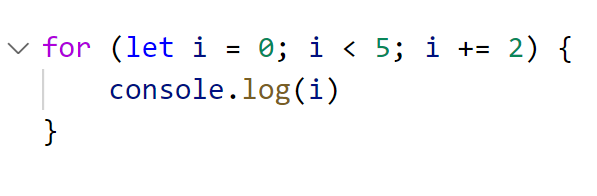 for (let i = 0; i < 5; i += 2) {
    console.log(i)
}